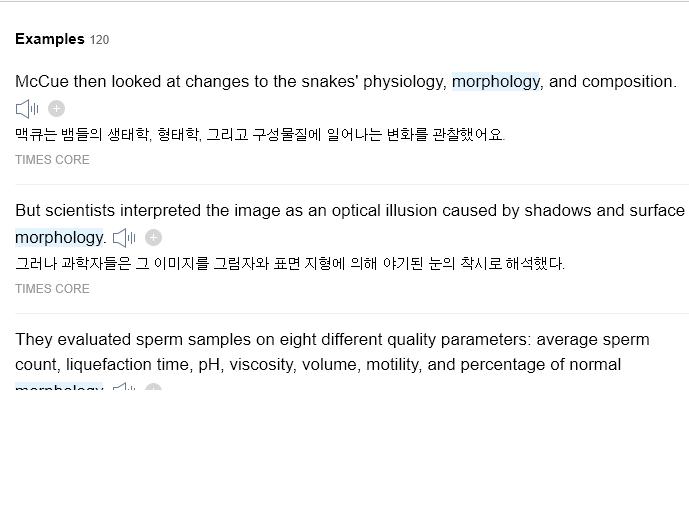 Examples 120
McCue then looked at changes to the snakes' physiology, morphology, and composition.
맥큐는 뱀들의 생태학, 형태학, 그리고 구성물질에 일어나는 변화를 관찰했어요.
TIMES CORE
But scientists interpreted the image as an optical illusion caused by shadows and surface
morphology.
그러나 과학자들은 그 이미지를 그림자와 표면 지형에 의해 야기된 눈의 착시로 해석했다.
TIMES CORE
They evaluated sperm samples on eight different quality parameters: average sperm
count, liquefaction time, pH, viscosity, volume, motility, and percentage of normal
morphology.